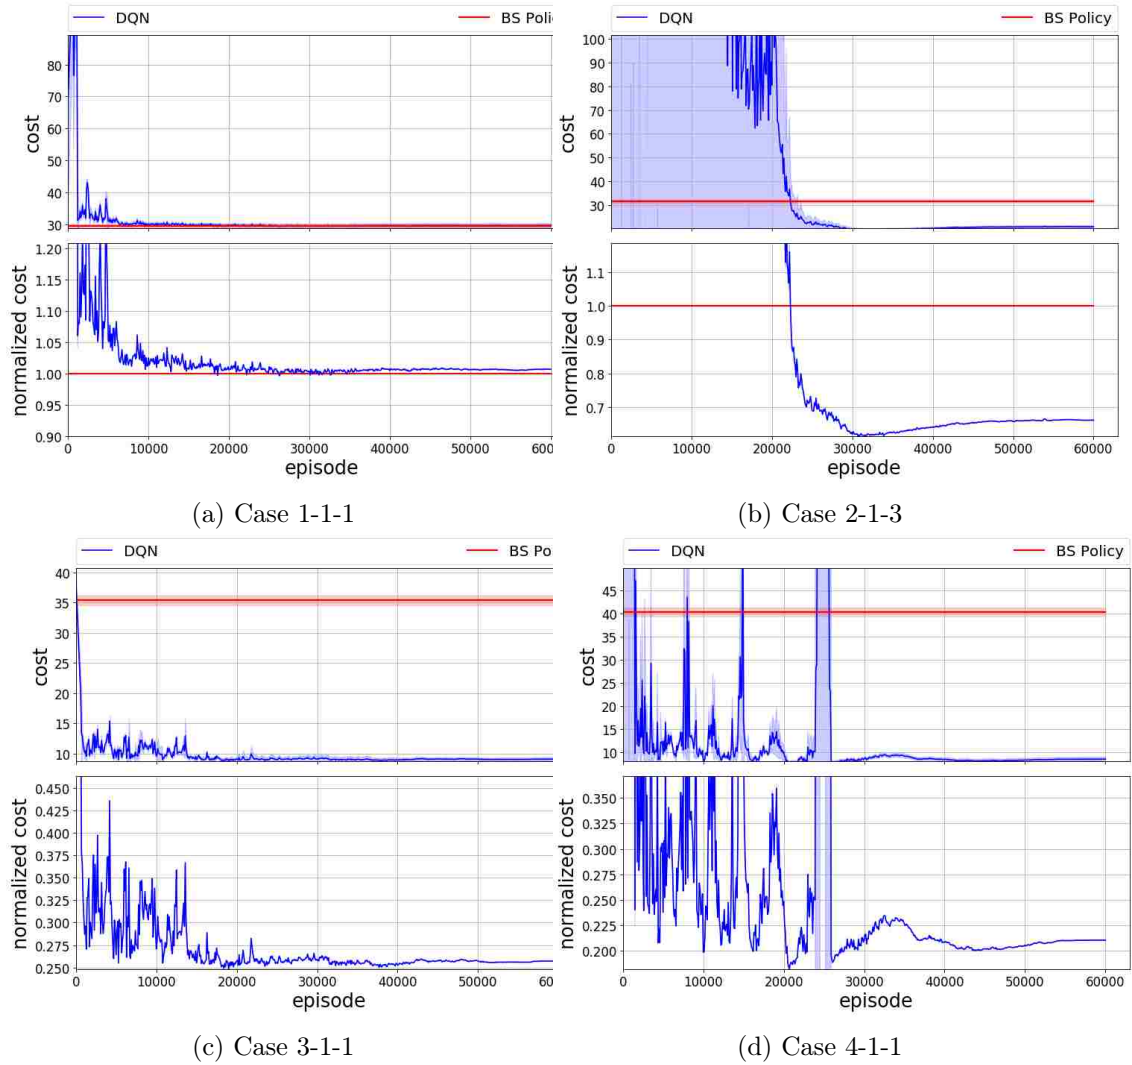 DQN BS Poli
80
70
60
50
40
30
cost
1.20
1.15
1.10
1.05
1.00
0.95
0.90
normalized cost
0 10000 20000 30000 40000 50000 6000
episode
(a) Case 1-1-1
DQN BS Policy
100
90
80
70
60
50
40
30
cost
1.1
1.0
0.9
0.8
0.7
normalized cost
0 10000 20000 30000 40000 50000 60000
episode
(b) Case 2-1-3
DQN BS Po
40
35
30
25
20
15
10
cost
0.450
0.425
0.400
0.375
0.350
0.325
0.300
0.275
0.250
normalized cost
0 10000 20000 30000 40000 50000
episode
(c) Case 3-1-1
DQN BS Policy
45
40
35
30
25
20
15
10
cost
0.350
0.325
0.300
0.275
0.250
0.225
0.200
normalized cost
0 10000 20000 30000 40000 50000 60000
episode
(d) Case 4-1-1